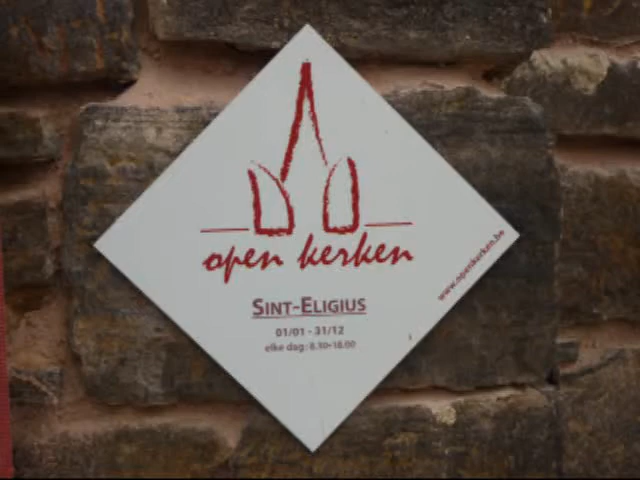 open kerken
www.openkerken.be
SINT-ELIGIUS
01/01 - 31/12
elke dag: 8.30-18.00